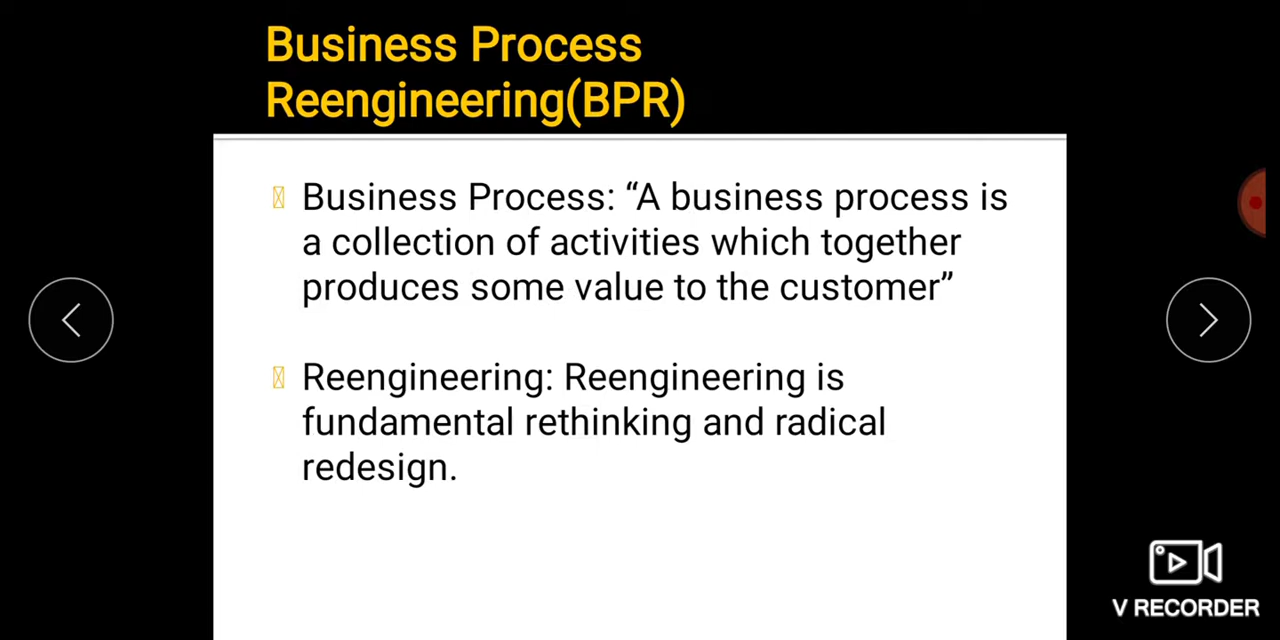 Business Process
Reengineering(BPR)
Business Process: “A business process is
a collection of activities which together
produces some value to the customer”
Reengineering: Reengineering is
fundamental rethinking and radical
redesign.
V RECORDER